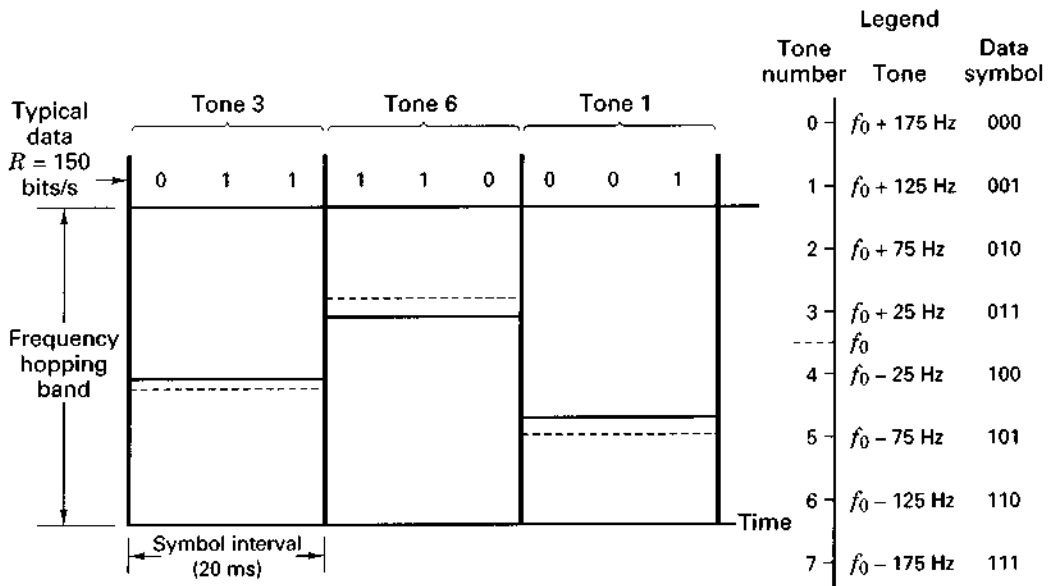 Legend
Tone number Tone Data symbol
0 f0 + 175 Hz 000
1 f0 + 125 Hz 001
2 f0 + 75 Hz 010
3 f0 + 25 Hz 011
f0
4 f0 – 25 Hz 100
5 f0 – 75 Hz 101
6 f0 – 125 Hz 110
7 f0 – 175 Hz 111
Tone 3 Tone 6 Tone 1
Typical
data
R = 150
bits/s
0 1 1 1 1 0 0 0 1
Frequency
hopping
band
Time
Symbol interval
(20 ms)